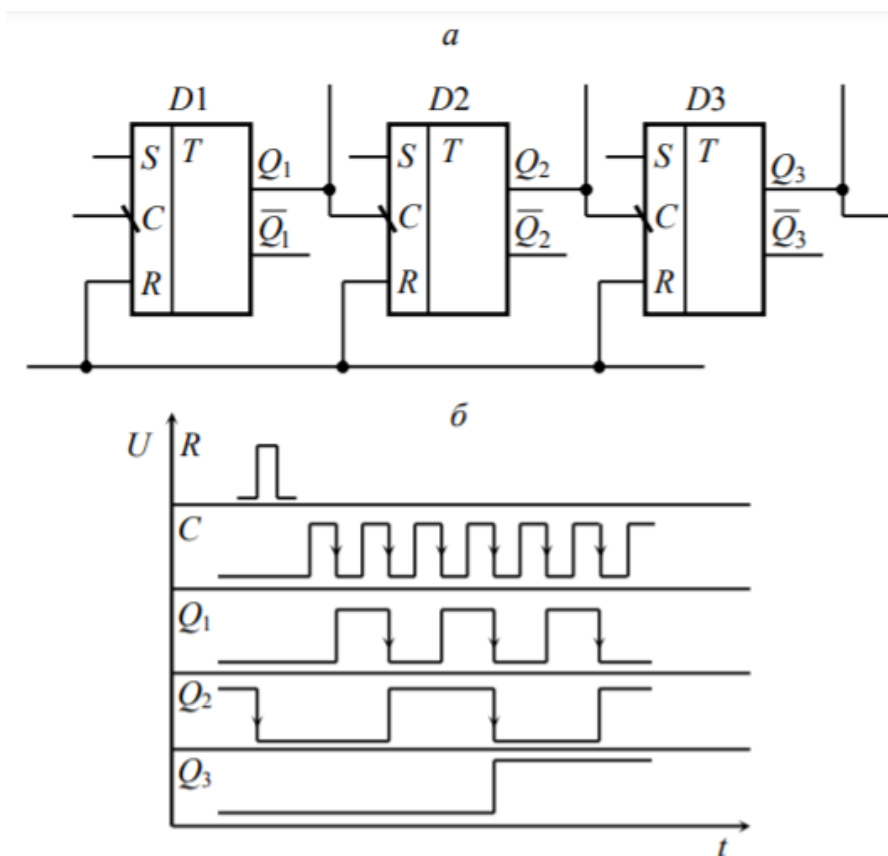 а
D1 D2 D3
S T Q₁ S T Q₂ S T Q₃
C Q̅₁ C Q̅₂ C Q̅₃
R R R
б
U R
C
Q₁
Q₂
Q₃
t